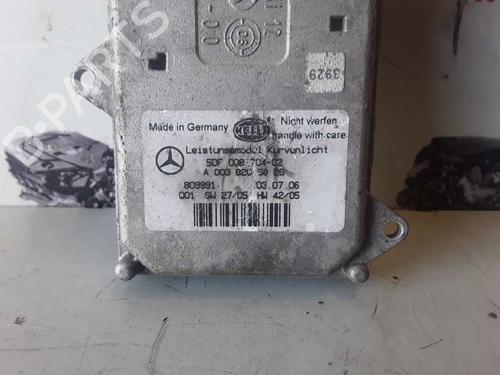 3929
Made in Germany HELLA Nicht werfen
handle with care
Leistungsmodul Kurvenlicht
5DF 008 704-02
A 003 820 58 26
809991 03.07.06
Q01 SW 27/05 HW 42/05